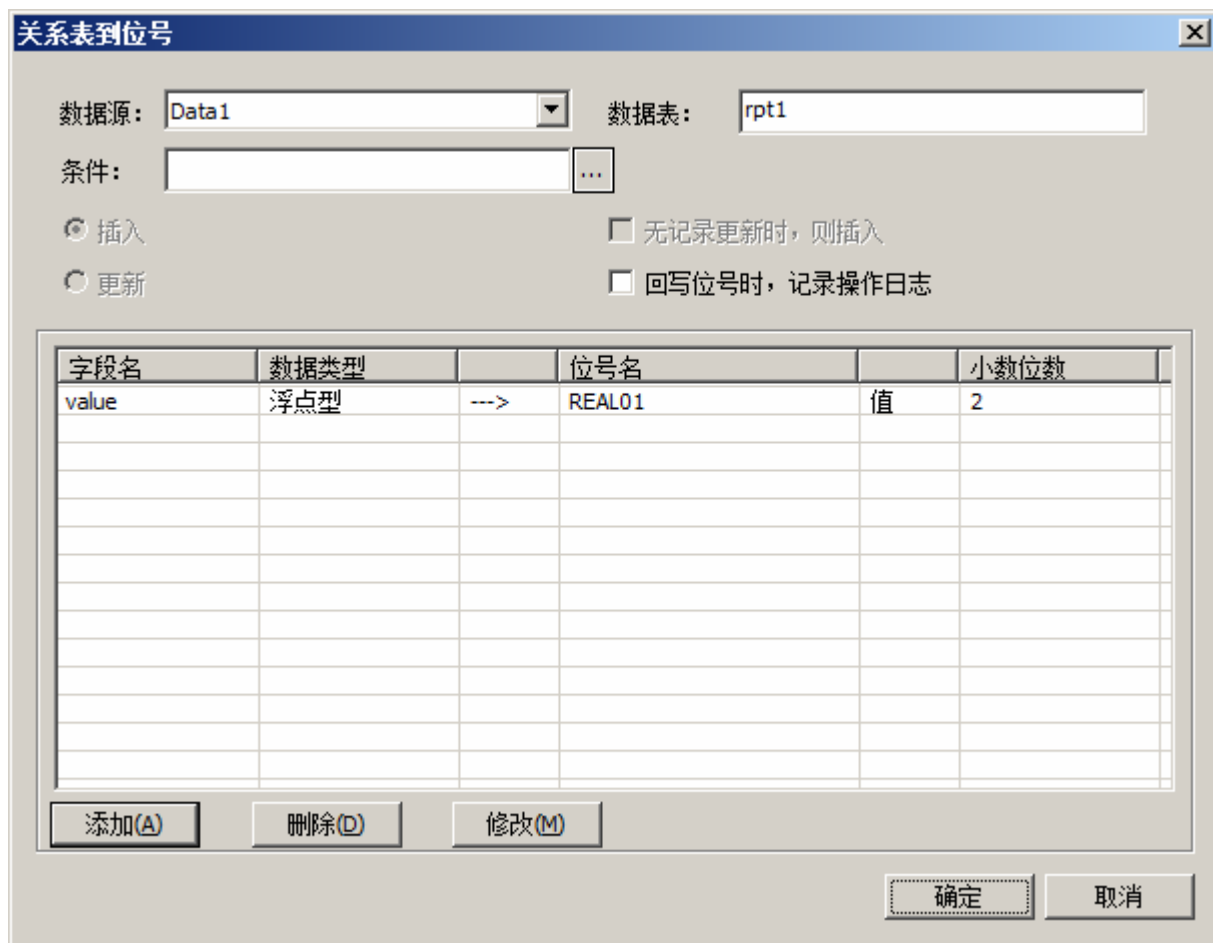 关系表到位号
数据源： Data1 数据表： rpt1
条件： ...
插入 无记录更新时，则插入
更新 回写位号时，记录操作日志
字段名 数据类型 位号名 小数位数
value 浮点型 ---> REAL01 值 2
添加(A) 删除(D) 修改(M)
确定 取消